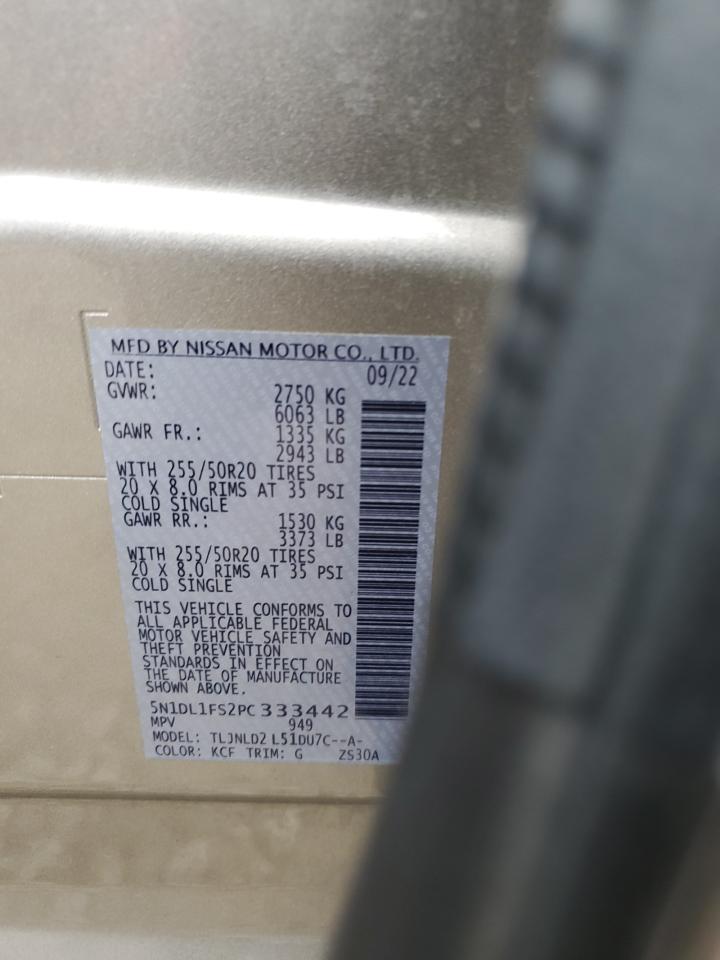 MFD BY NISSAN MOTOR CO., LTD.
DATE: 09/22
GVWR: 2750 KG
6063 LB
GAWR FR.: 1335 KG
2943 LB
WITH 255/50R20 TIRES
20 X 8.0 RIMS AT 35 PSI
COLD SINGLE
GAWR RR.: 1530 KG
3373 LB
WITH 255/50R20 TIRES
20 X 8.0 RIMS AT 35 PSI
COLD SINGLE
THIS VEHICLE CONFORMS TO
ALL APPLICABLE FEDERAL
MOTOR VEHICLE SAFETY AND
THEFT PREVENTION
STANDARDS IN EFFECT ON
THE DATE OF MANUFACTURE
SHOWN ABOVE.
5N1DL1FS2PC333442
MPV 949
MODEL: TLJNLD2 L51DU7C--A-
COLOR: KCF TRIM: G ZS30A